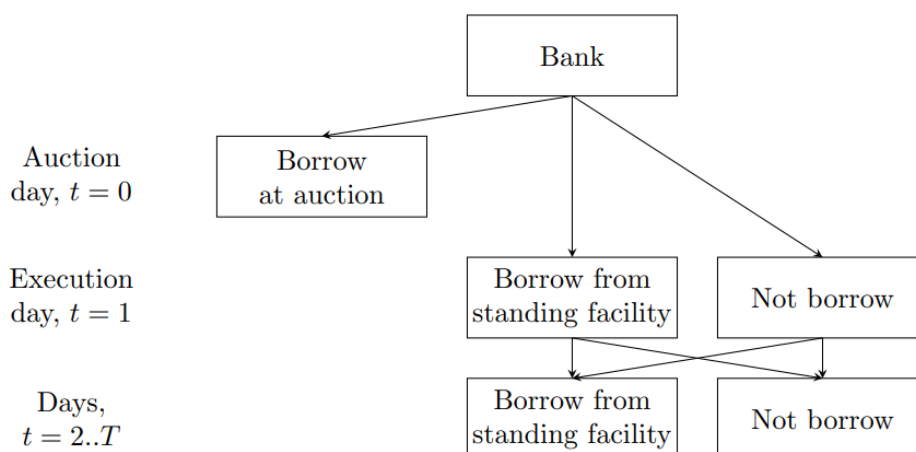 Bank
Auction
day, t = 0
Borrow
at auction
Execution
day, t = 1
Borrow from
standing facility
Not borrow
Days,
t = 2..T
Borrow from
standing facility
Not borrow